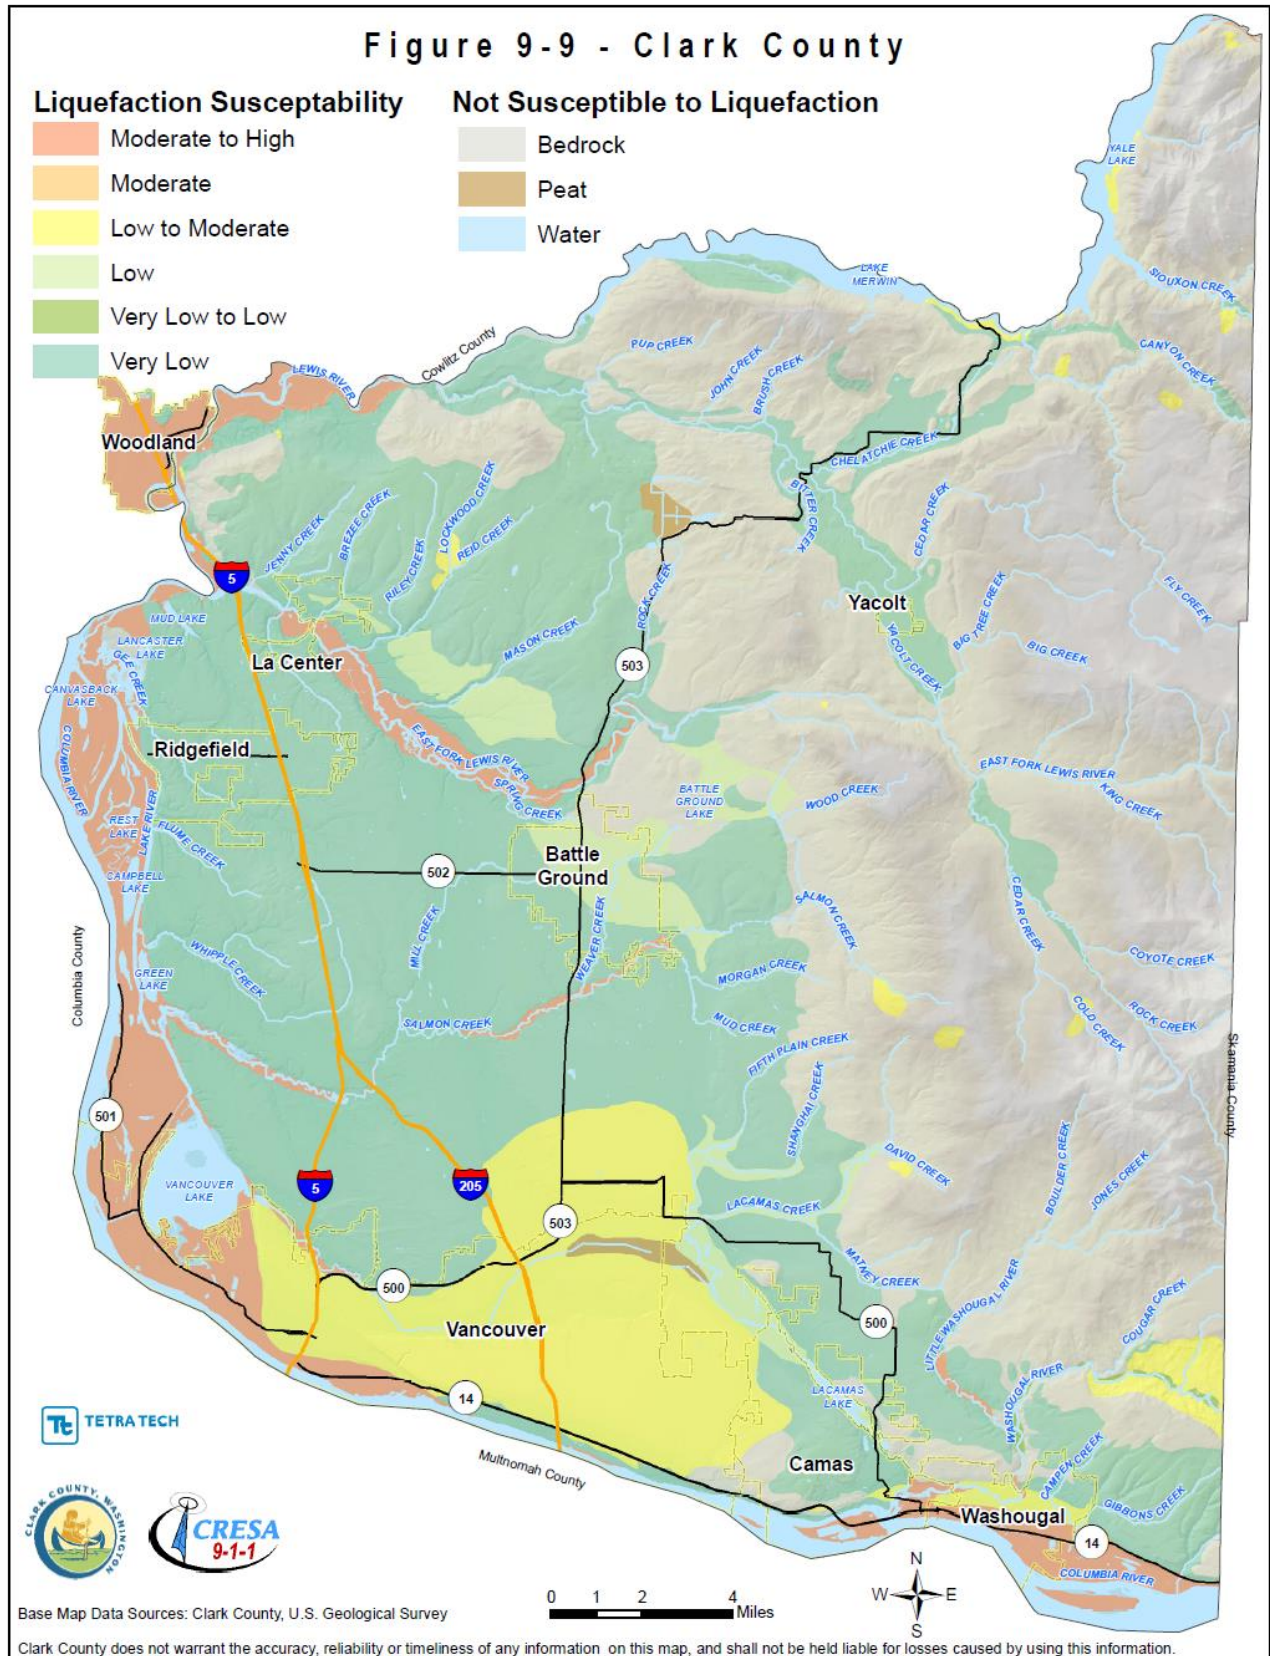 Figure 9-9 - Clark County
Liquefaction Susceptability
Moderate to High
Moderate
Low to Moderate
Low
Very Low to Low
Very Low
Not Susceptible to Liquefaction
Bedrock
Peat
Water
YALE
LAKE
LAKE
MERWIN
SIOUXON CREEK
CANYON CREEK
Cowlitz County
PUP CREEK
JOHN CREEK
BRUSH CREEK
LEWIS RIVER
Woodland
CHELATCHIE CREEK
BITTER CREEK
CEDAR CREEK
LOCKWOOD CREEK
BREZEE CREEK
JENNY CREEK
REID CREEK
RILEY CREEK
5
ROCK CREEK
MASON CREEK
Yacolt
YACOLT CREEK
BIG TREE CREEK
BIG CREEK
FLY CREEK
MUD LAKE
LANCASTER
LAKE
GEE CREEK
La Center
503
CANVASBACK
LAKE
COLUMBIA RIVER
Ridgefield
EAST FORK LEWIS RIVER
SPRING CREEK
EAST FORK LEWIS RIVER
KING CREEK
BATTLE
GROUND
LAKE
WOOD CREEK
REST
LAKE
LAKE RIVER
FLUME CREEK
CAMPBELL
LAKE
502
Battle
Ground
CEDAR CREEK
SALMON CREEK
MILL CREEK
WEAVER CREEK
WHIPPLE CREEK
COYOTE CREEK
Columbia County
GREEN
LAKE
MORGAN CREEK
MUD CREEK
COLD CREEK
ROCK CREEK
SALMON CREEK
FIFTH PLAIN CREEK
SHANGHAI CREEK
Skamania County
501
DAVID CREEK
BOULDER CREEK
JONES CREEK
VANCOUVER
LAKE
5
205
503
LACAMAS CREEK
MATNEY CREEK
500
Vancouver
500
LITTLE WASHOUGAL RIVER
COUGAR CREEK
14
LACAMAS
LAKE
WASHOUGAL RIVER
TETRA TECH
Multnomah County
Camas
CAMPEN CREEK
GIBBONS CREEK
Washougal
14
COLUMBIA RIVER
CLARK COUNTY, WASHINGTON
CRESA
9-1-1
N
W E
S
0 1 2 4
Miles
Base Map Data Sources: Clark County, U.S. Geological Survey
Clark County does not warrant the accuracy, reliability or timeliness of any information on this map, and shall not be held liable for losses caused by using this information.